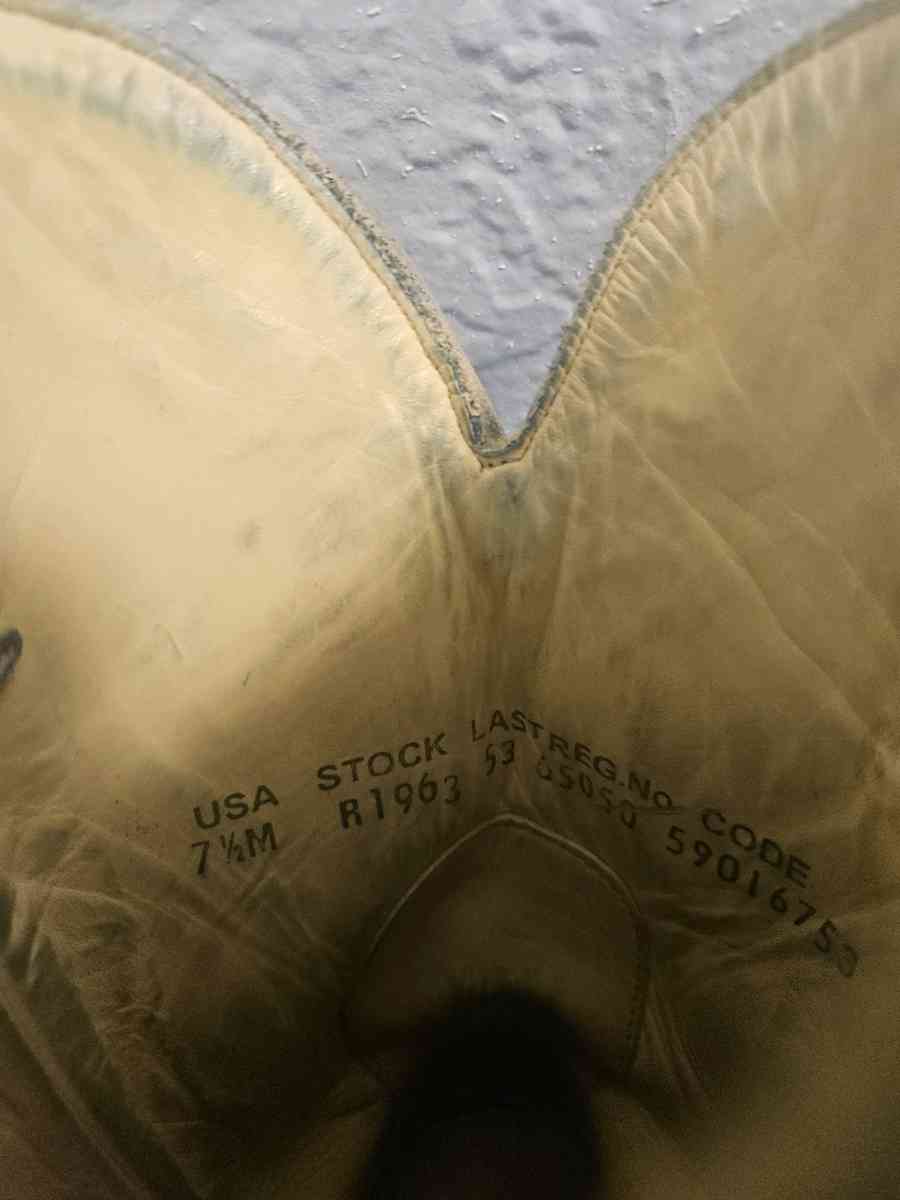 USA STOCK LAST REG.No CODE
7½M R1963 53 65050 59016750